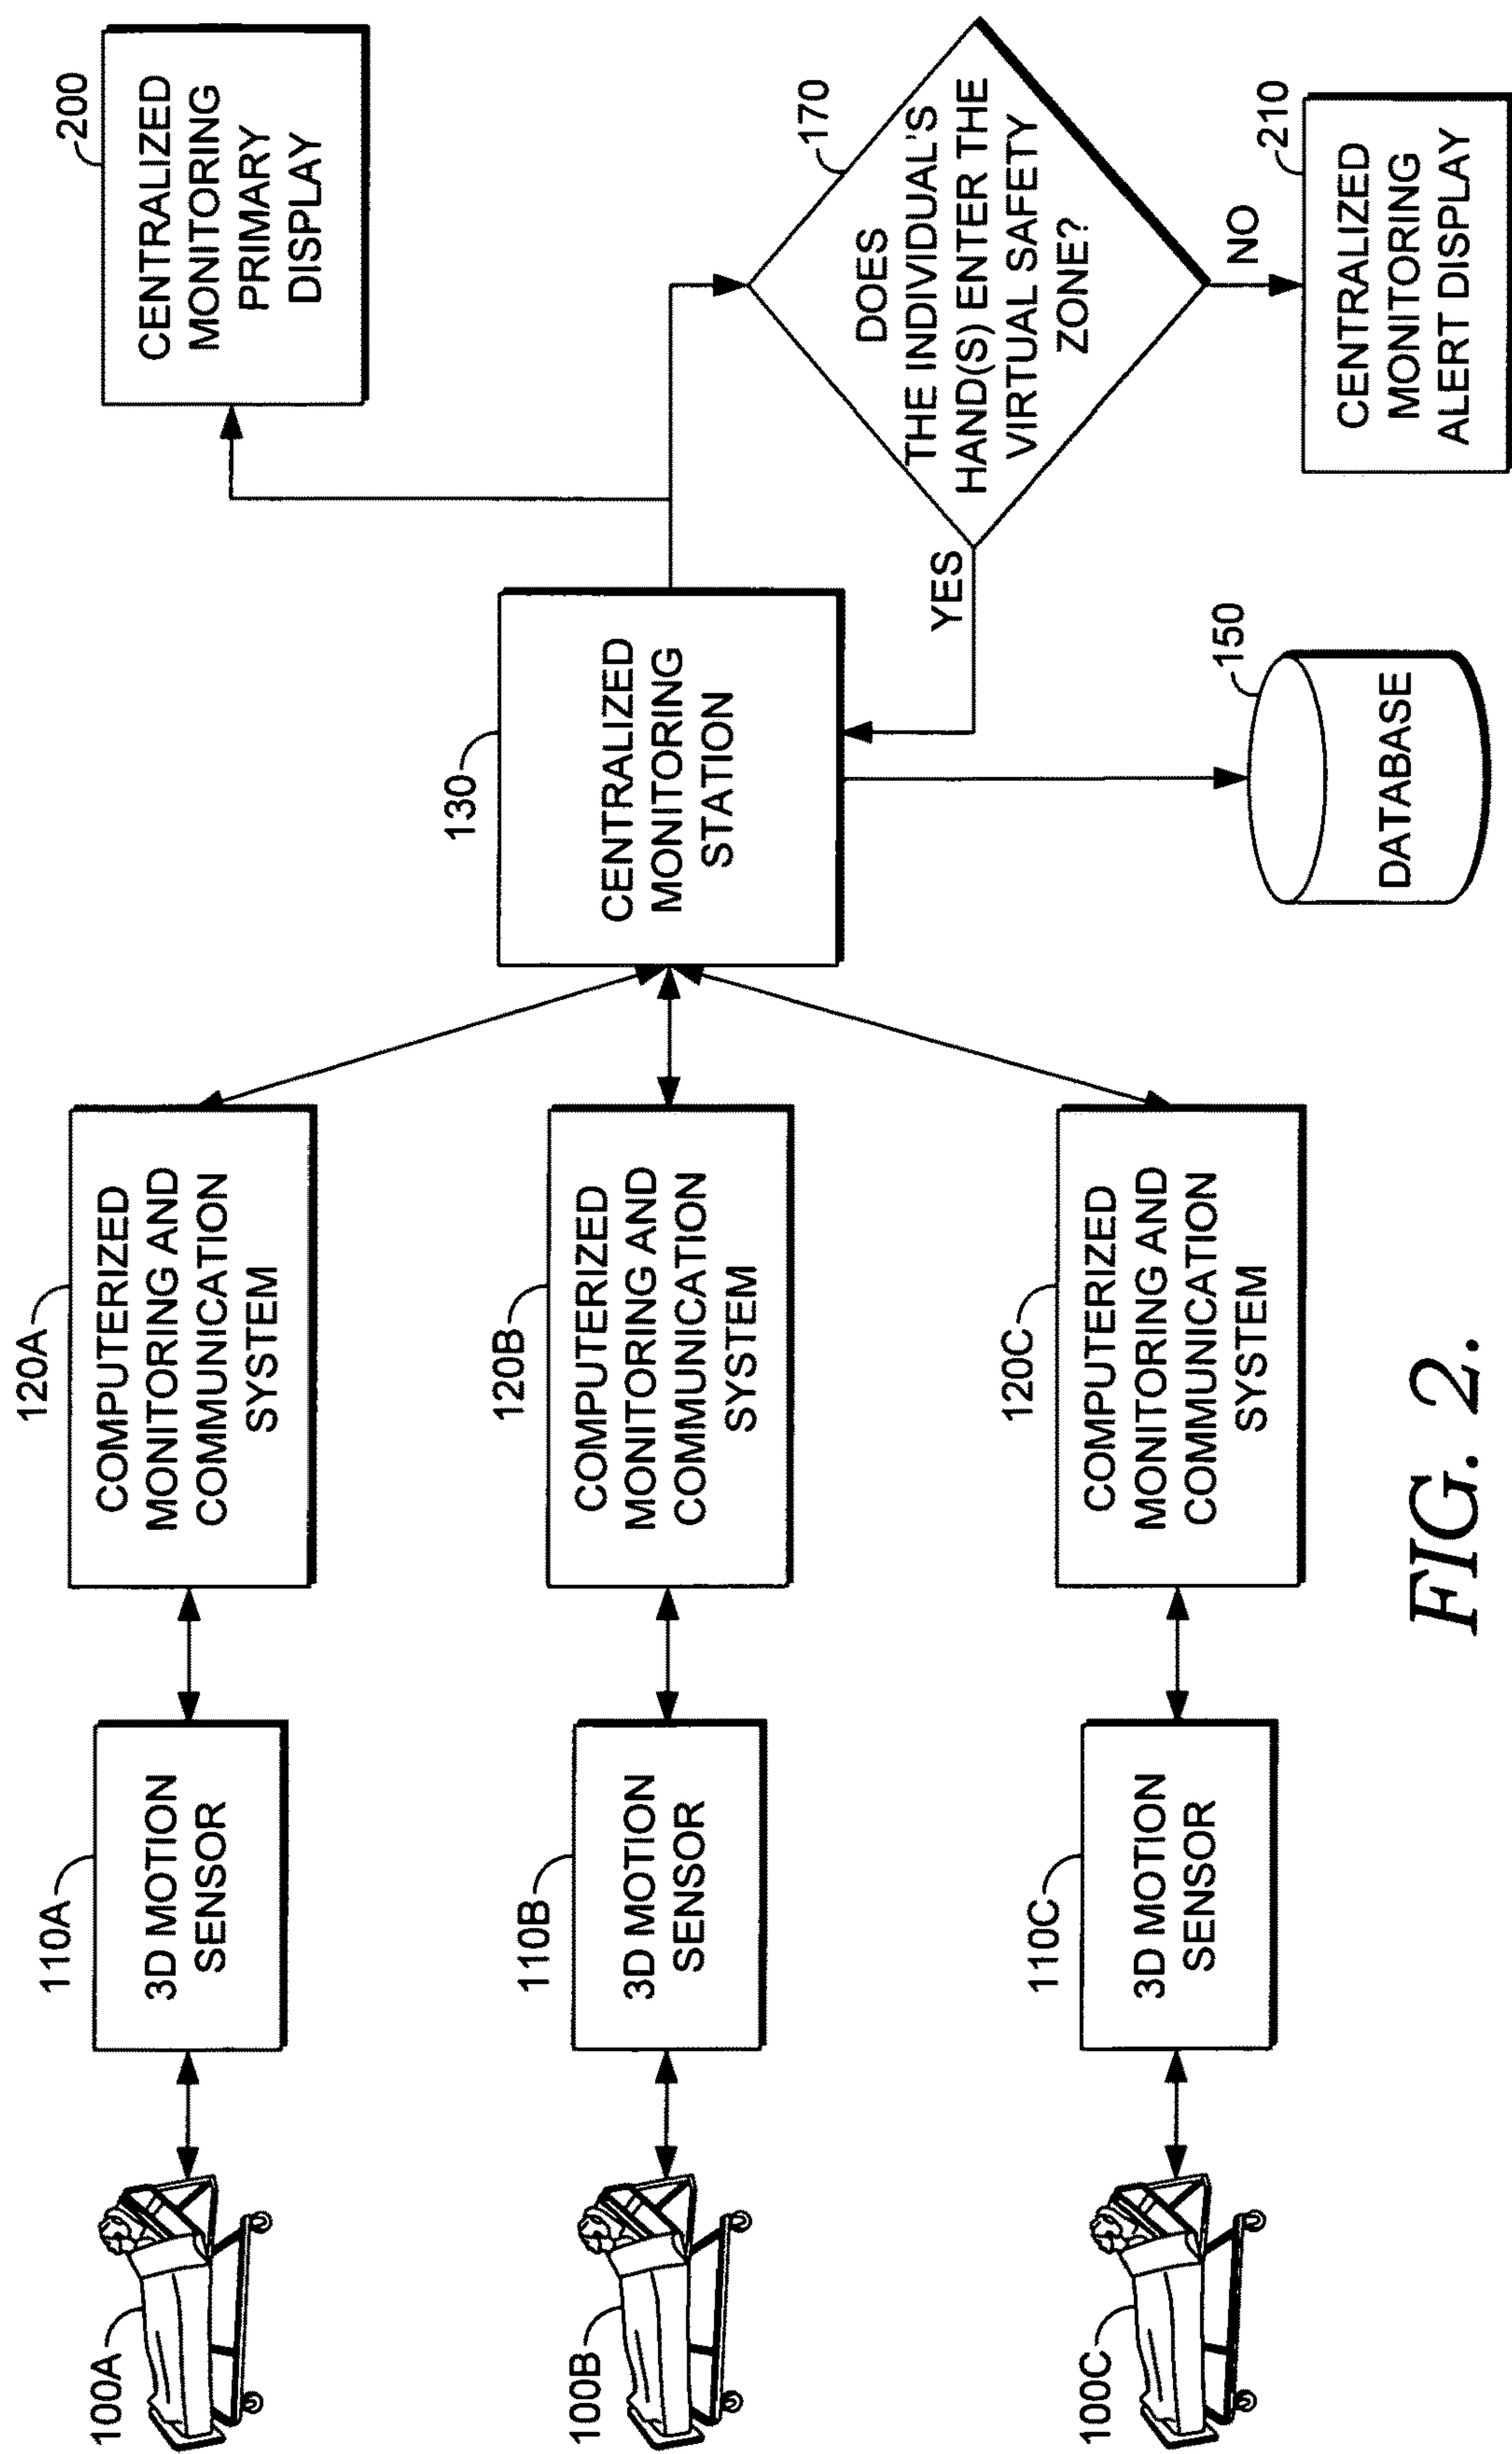 100A
110A
3D MOTION
SENSOR
120A
COMPUTERIZED
MONITORING AND
COMMUNICATION
SYSTEM
200
CENTRALIZED
MONITORING
PRIMARY
DISPLAY
100B
110B
3D MOTION
SENSOR
120B
COMPUTERIZED
MONITORING AND
COMMUNICATION
SYSTEM
130
CENTRALIZED
MONITORING
STATION
170
DOES
THE INDIVIDUAL'S
HAND(S) ENTER THE
VIRTUAL SAFETY
ZONE?
YES
NO
100C
110C
3D MOTION
SENSOR
120C
COMPUTERIZED
MONITORING AND
COMMUNICATION
SYSTEM
150
DATABASE
210
CENTRALIZED
MONITORING
ALERT DISPLAY
FIG. 2.